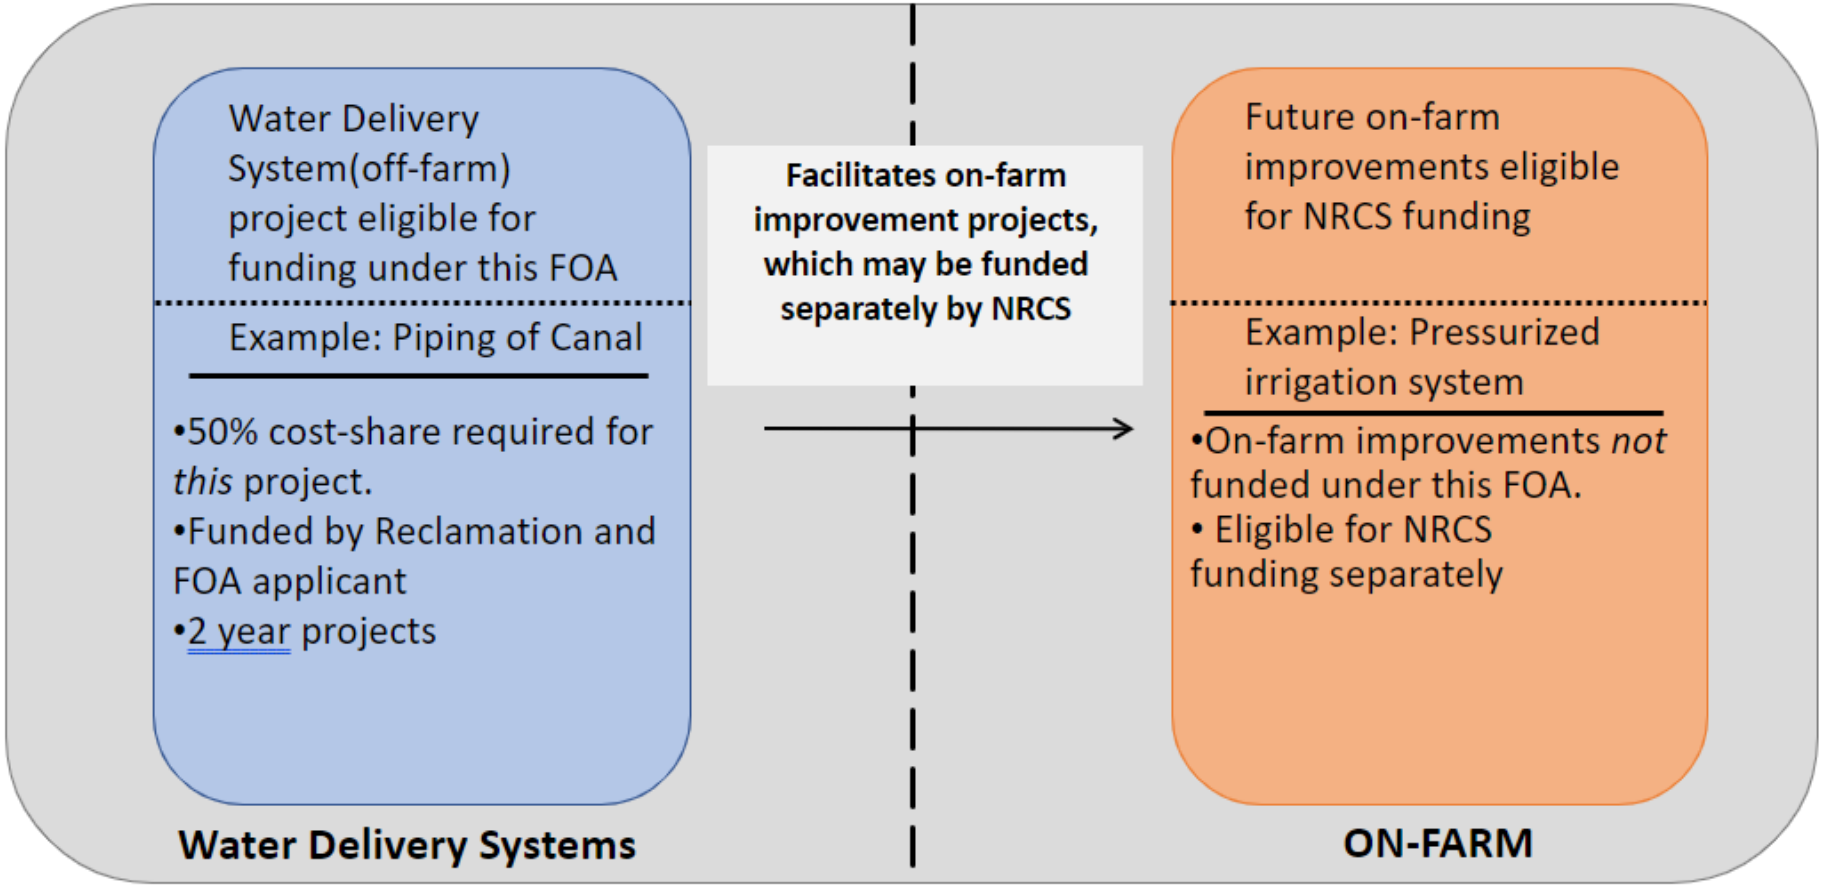 Water Delivery
System(off-farm)
project eligible for
funding under this FOA
Example: Piping of Canal
•50% cost-share required for
this project.
•Funded by Reclamation and
FOA applicant
•2 year projects
Water Delivery Systems
Facilitates on-farm
improvement projects,
which may be funded
separately by NRCS
Future on-farm
improvements eligible
for NRCS funding
Example: Pressurized
irrigation system
•On-farm improvements not
funded under this FOA.
• Eligible for NRCS
funding separately
ON-FARM